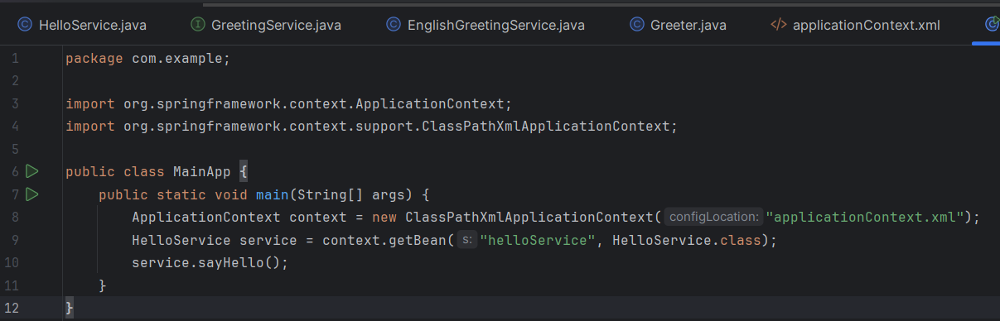 HelloService.java GreetingService.java EnglishGreetingService.java Greeter.java </> applicationContext.xml
1 package com.example;
2
3 import org.springframework.context.ApplicationContext;
4 import org.springframework.context.support.ClassPathXmlApplicationContext;
5
6 public class MainApp {
7 public static void main(String[] args) {
8 ApplicationContext context = new ClassPathXmlApplicationContext( configLocation: "applicationContext.xml");
9 HelloService service = context.getBean( s: "helloService", HelloService.class);
10 service.sayHello();
11 }
12 }